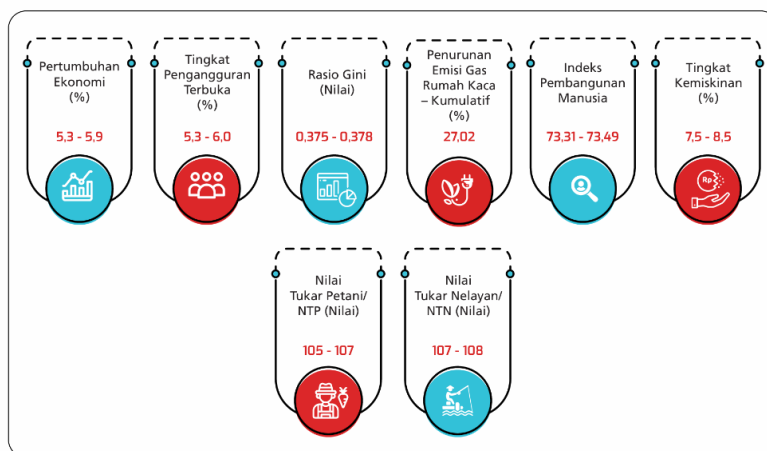 Pertumbuhan
Ekonomi
(%)
5,3 - 5,9
Tingkat
Pengangguran
Terbuka
(%)
5,3 - 6,0
Rasio Gini
(Nilai)
0,375 - 0,378
Penurunan
Emisi Gas
Rumah Kaca
– Kumulatif
(%)
27,02
Indeks
Pembangunan
Manusia
73,31 - 73,49
Tingkat
Kemiskinan
(%)
7,5 - 8,5
Rp
Nilai
Tukar Petani/
NTP (Nilai)
105 - 107
Nilai
Tukar Nelayan/
NTN (Nilai)
107 - 108